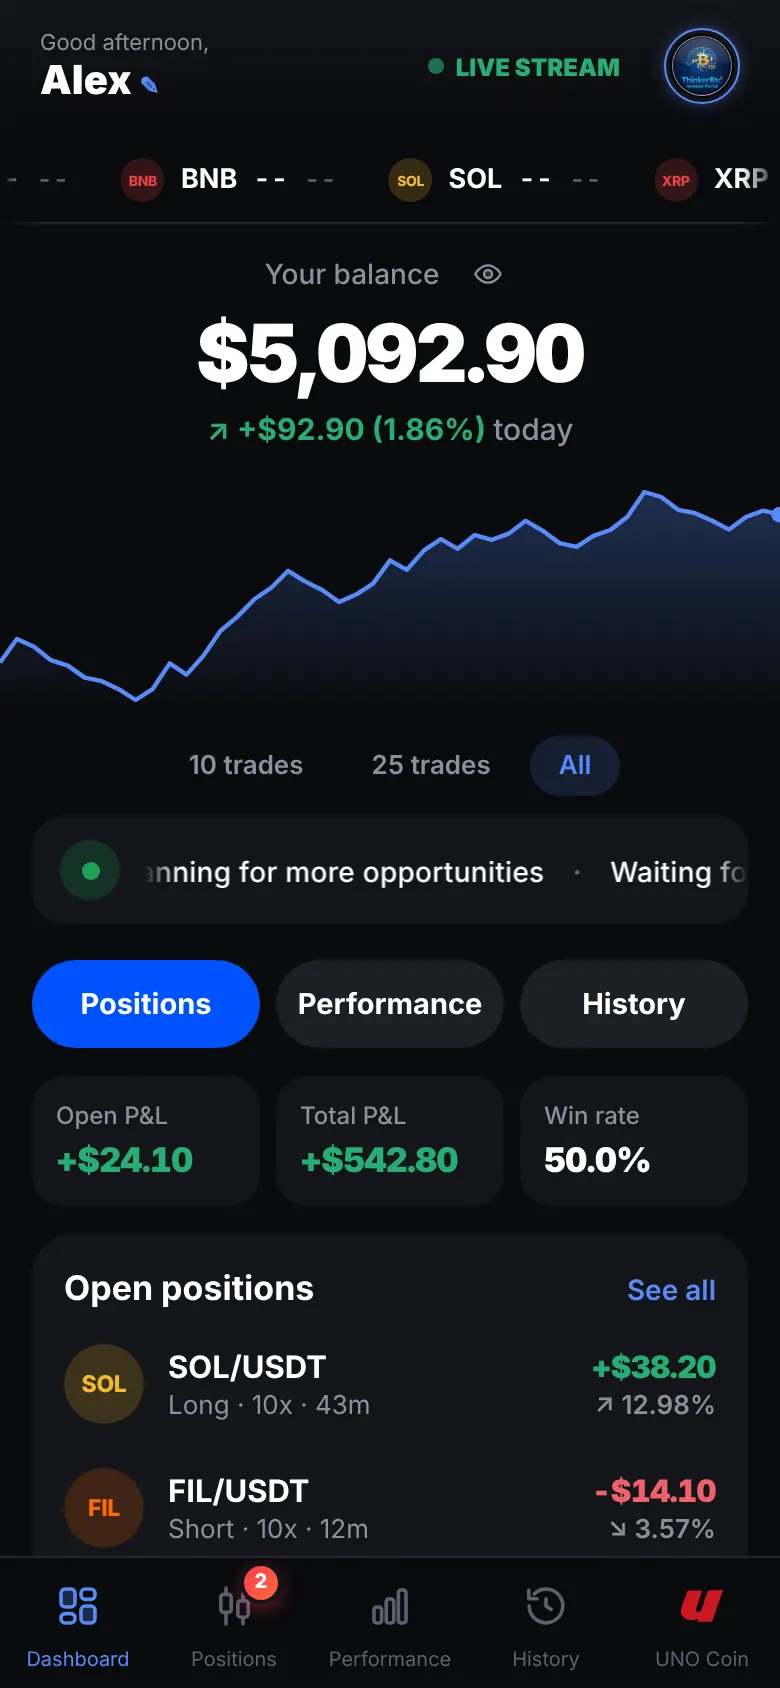 Good afternoon,
Alex
LIVE STREAM
ThinkerBtc
Investor Portal
- --
BNB BNB -- --
SOL SOL -- --
XRP XRP
Your balance
$5,092.90
+$92.90 (1.86%) today
10 trades 25 trades All
anning for more opportunities · Waiting fo
Positions Performance History
Open P&L Total P&L Win rate
+$24.10 +$542.80 50.0%
Open positions See all
SOL SOL/USDT +$38.20
Long · 10x · 43m 12.98%
FIL FIL/USDT -$14.10
Short · 10x · 12m 3.57%
2
Dashboard Positions Performance History UNO Coin